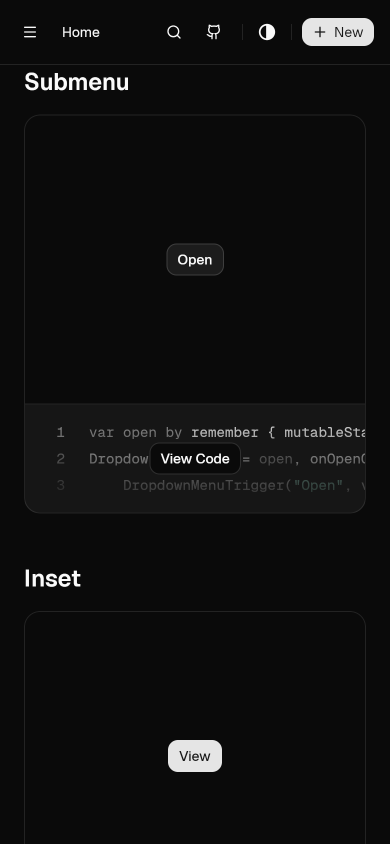 Home
New
Submenu
Open
1 var open by remember { mutableSta
2 Dropdow = open, onOpenC
View Code
3 DropdownMenuTrigger("Open", v
Inset
View